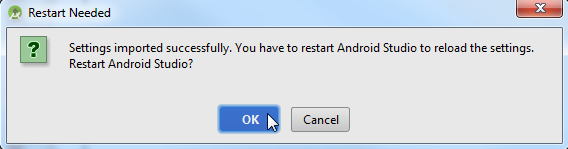 Restart Needed
Settings imported successfully. You have to restart Android Studio to reload the settings.
Restart Android Studio?
OK
Cancel